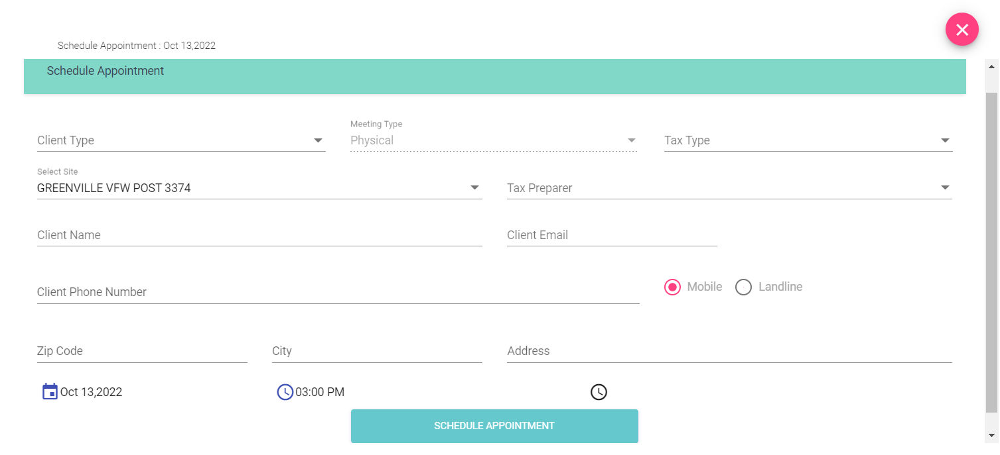 Schedule Appointment : Oct 13,2022
Schedule Appointment
Meeting Type
Client Type Physical Tax Type
Select Site
GREENVILLE VFW POST 3374 Tax Preparer
Client Name Client Email
Client Phone Number Mobile Landline
Zip Code City Address
Oct 13,2022 03:00 PM
SCHEDULE APPOINTMENT